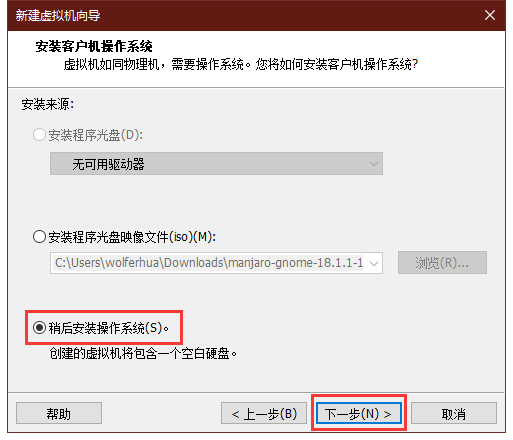 新建虚拟机向导
安装客户机操作系统
虚拟机如同物理机，需要操作系统。您将如何安装客户机操作系统?
安装来源:
安装程序光盘(D):
无可用驱动器
安装程序光盘映像文件(iso)(M):
C:\Users\wolferhua\Downloads\manjaro-gnome-18.1.1-1
浏览(R)...
稍后安装操作系统(S)。
创建的虚拟机将包含一个空白硬盘。
帮助
< 上一步(B)
下一步(N) >
取消